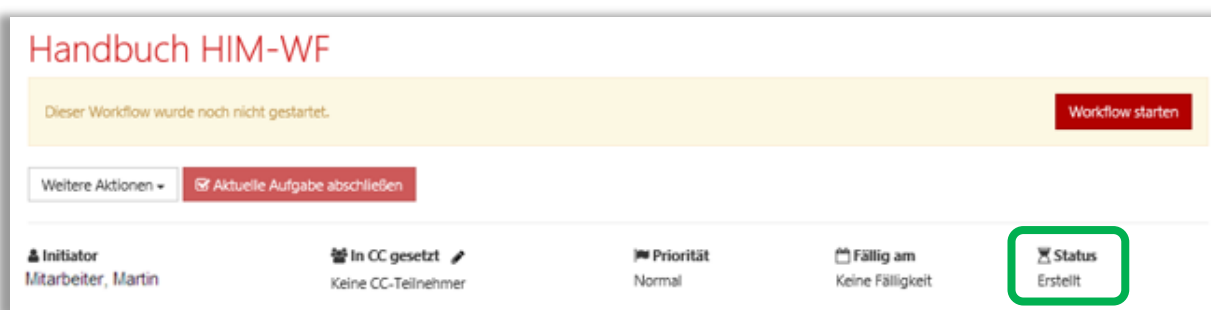 Handbuch HIM-WF
Dieser Workflow wurde noch nicht gestartet.
Workflow starten
Weitere Aktionen
Aktuelle Aufgabe abschließen
Initiator
In CC gesetzt
Priorität
Fällig am
Status
Mitarbeiter, Martin
Keine CC-Teilnehmer
Normal
Keine Fälligkeit
Erstellt